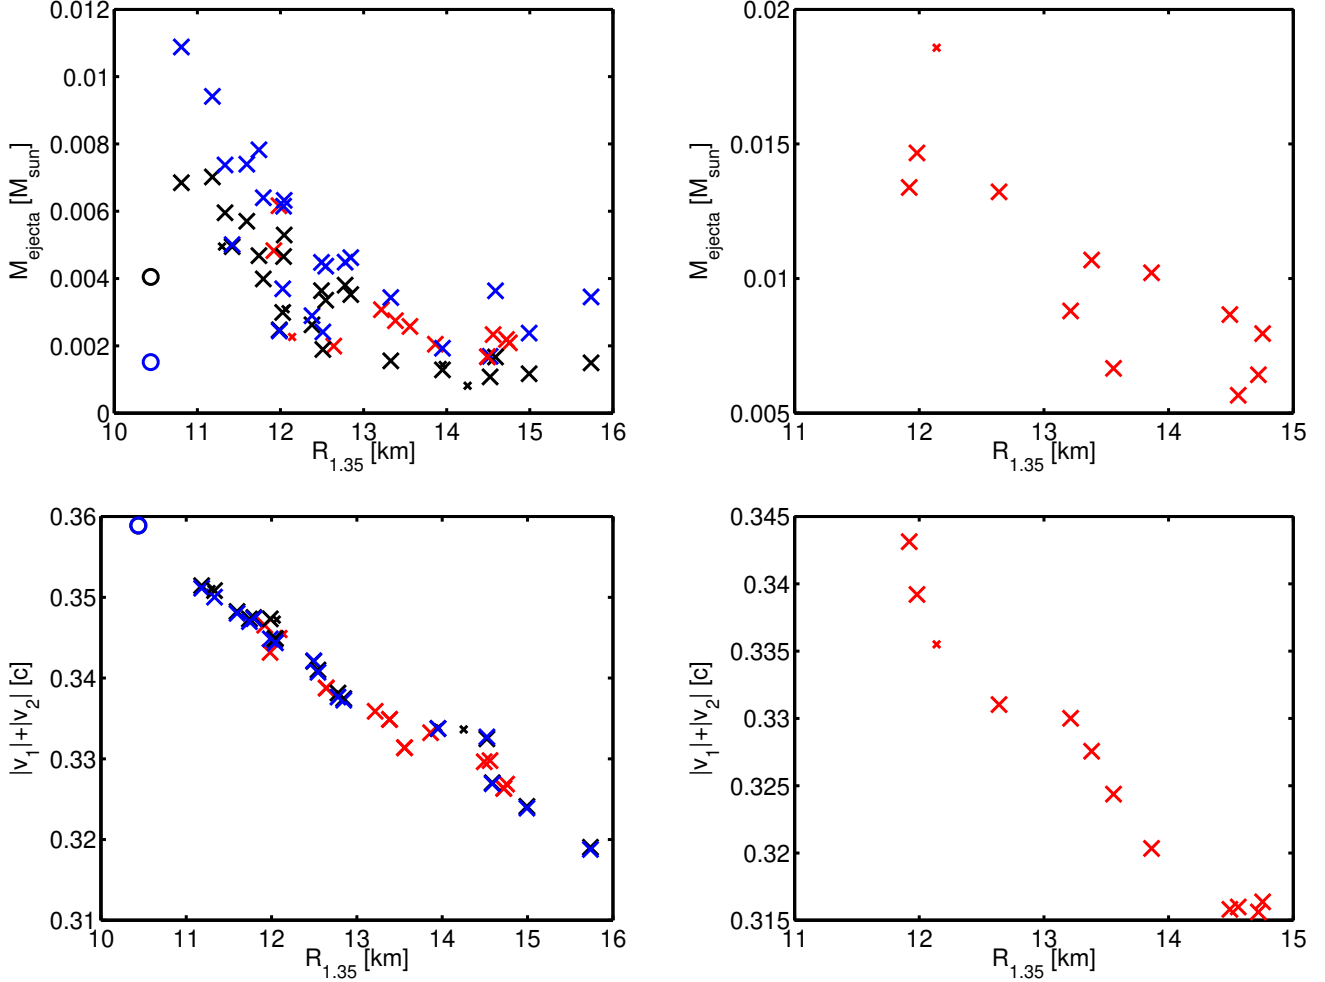 0.012
0.01
0.008
0.006
0.004
0.002
0
M_ejecta [M_sun]
10 11 12 13 14 15 16
R_1.35 [km]
0.02
0.015
0.01
0.005
M_ejecta [M_sun]
11 12 13 14 15
R_1.35 [km]
0.36
0.35
0.34
0.33
0.32
0.31
|v_1|+|v_2| [c]
10 11 12 13 14 15 16
R_1.35 [km]
0.345
0.34
0.335
0.33
0.325
0.32
0.315
|v_1|+|v_2| [c]
11 12 13 14 15
R_1.35 [km]